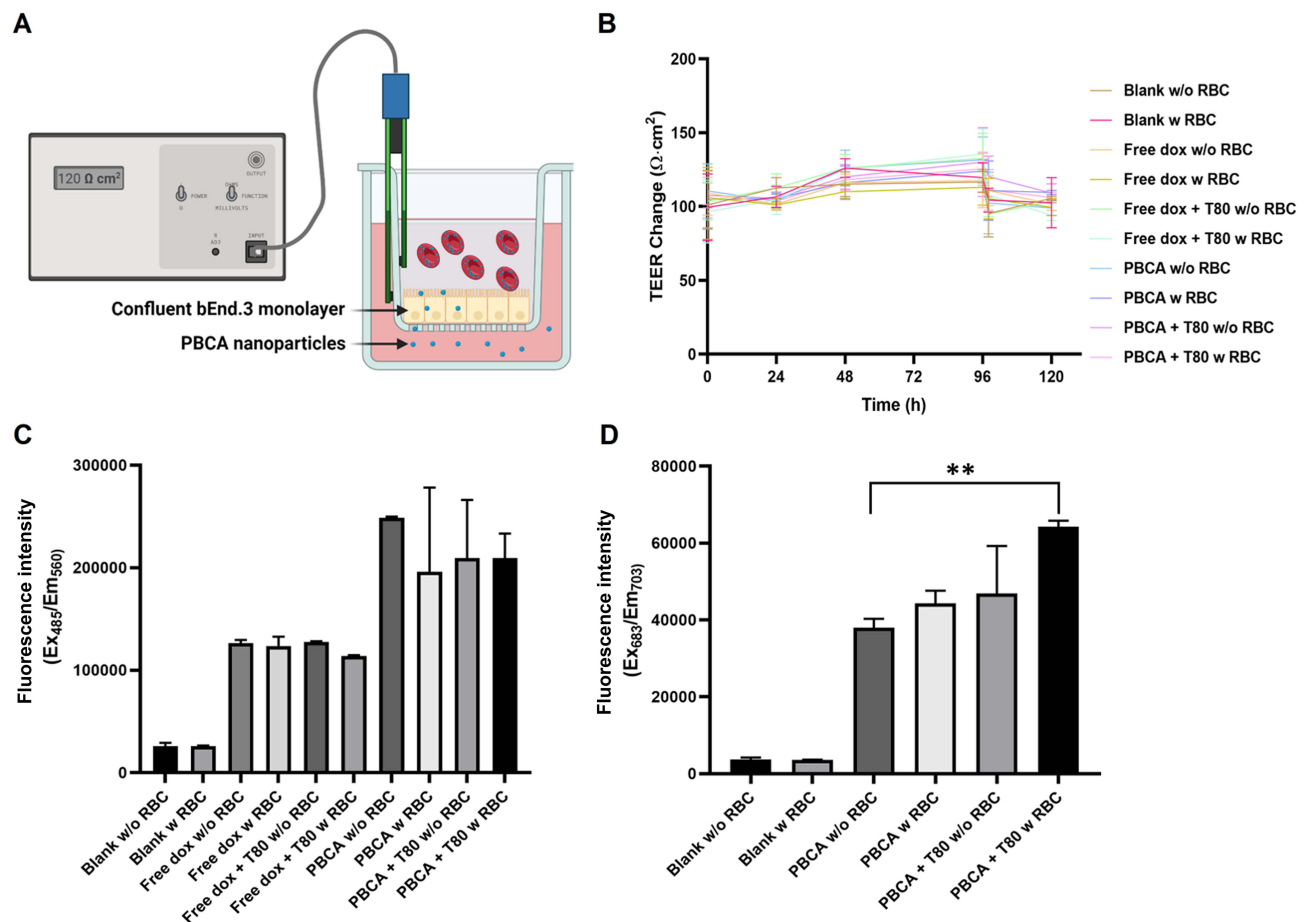 A
120 Ω cm²
OUTPUT
POWER
O
OHMS
FUNCTION
MILLIVOLTS
R
ADJ
INPUT
Confluent bEnd.3 monolayer
PBCA nanoparticles
B
TEER Change (Ω·cm²)
200
150
100
50
0
0 24 48 72 96 120
Time (h)
Blank w/o RBC
Blank w RBC
Free dox w/o RBC
Free dox w RBC
Free dox + T80 w/o RBC
Free dox + T80 w RBC
PBCA w/o RBC
PBCA w RBC
PBCA + T80 w/o RBC
PBCA + T80 w RBC
C
Fluorescence intensity
(Ex485/Em560)
300000
200000
100000
0
Blank w/o RBC
Blank w RBC
Free dox w/o RBC
Free dox w RBC
Free dox + T80 w/o RBC
Free dox + T80 w RBC
PBCA w/o RBC
PBCA w RBC
PBCA + T80 w/o RBC
PBCA + T80 w RBC
D
Fluorescence intensity
(Ex683/Em703)
80000
60000
40000
20000
0
**
Blank w/o RBC
Blank w RBC
PBCA w/o RBC
PBCA w RBC
PBCA + T80 w/o RBC
PBCA + T80 w RBC